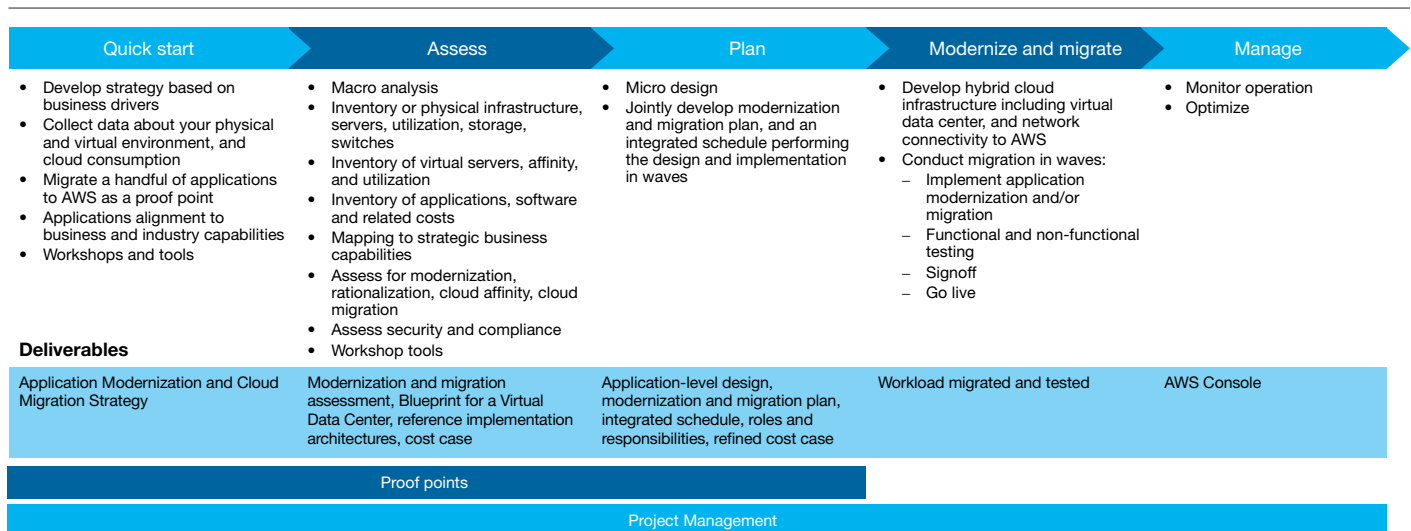 Quick start
Assess
Plan
Modernize and migrate
Manage
• Develop strategy based on
business drivers
• Collect data about your physical
and virtual environment, and
cloud consumption
• Migrate a handful of applications
to AWS as a proof point
• Applications alignment to
business and industry capabilities
• Workshops and tools
• Macro analysis
• Inventory or physical infrastructure,
servers, utilization, storage,
switches
• Inventory of virtual servers, affinity,
and utilization
• Inventory of applications, software
and related costs
• Mapping to strategic business
capabilities
• Assess for modernization,
rationalization, cloud affinity, cloud
migration
• Assess security and compliance
• Workshop tools
• Micro design
• Jointly develop modernization
and migration plan, and an
integrated schedule performing
the design and implementation
in waves
• Develop hybrid cloud
infrastructure including virtual
data center, and network
connectivity to AWS
• Conduct migration in waves:
– Implement application
modernization and/or
migration
– Functional and non-functional
testing
– Signoff
– Go live
• Monitor operation
• Optimize
Deliverables
Application Modernization and Cloud
Migration Strategy
Modernization and migration
assessment, Blueprint for a Virtual
Data Center, reference implementation
architectures, cost case
Application-level design,
modernization and migration plan,
integrated schedule, roles and
responsibilities, refined cost case
Workload migrated and tested
AWS Console
Proof points
Project Management